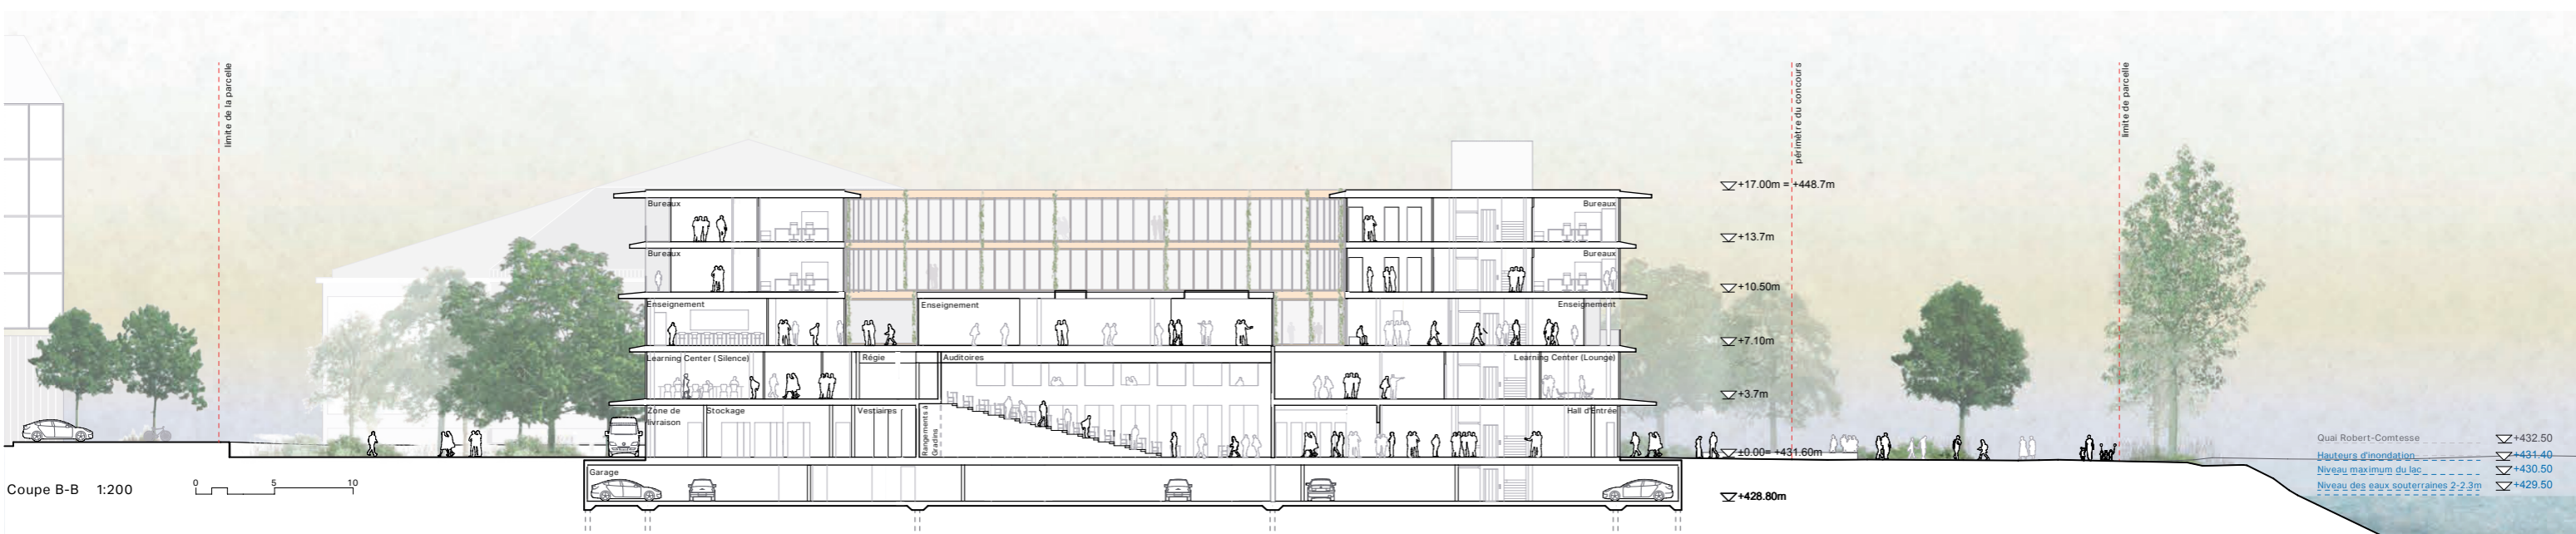 limite de la parcelle
périmètre du concours
limite de parcelle
+17.00m = +448.7m
Bureaux
Bureaux
+13.7m
Bureaux
Bureaux
+10.50m
Enseignement
Enseignement
Enseignement
+7.10m
Learning Center (Silence)
Régie
Auditoires
Learning Center (Lounge)
+3.7m
Zone de
livraison
Stockage
Vestiaires
Rangements à
Gradins
Hall d'Entrée
±0.00= +431.60m
Quai Robert-Comtesse
+432.50
Hauteurs d'inondation
+431.40
Niveau maximum du lac
+430.50
Niveau des eaux souterraines 2-2.3m
+429.50
Garage
+428.80m
Coupe B-B 1:200
0 5 10